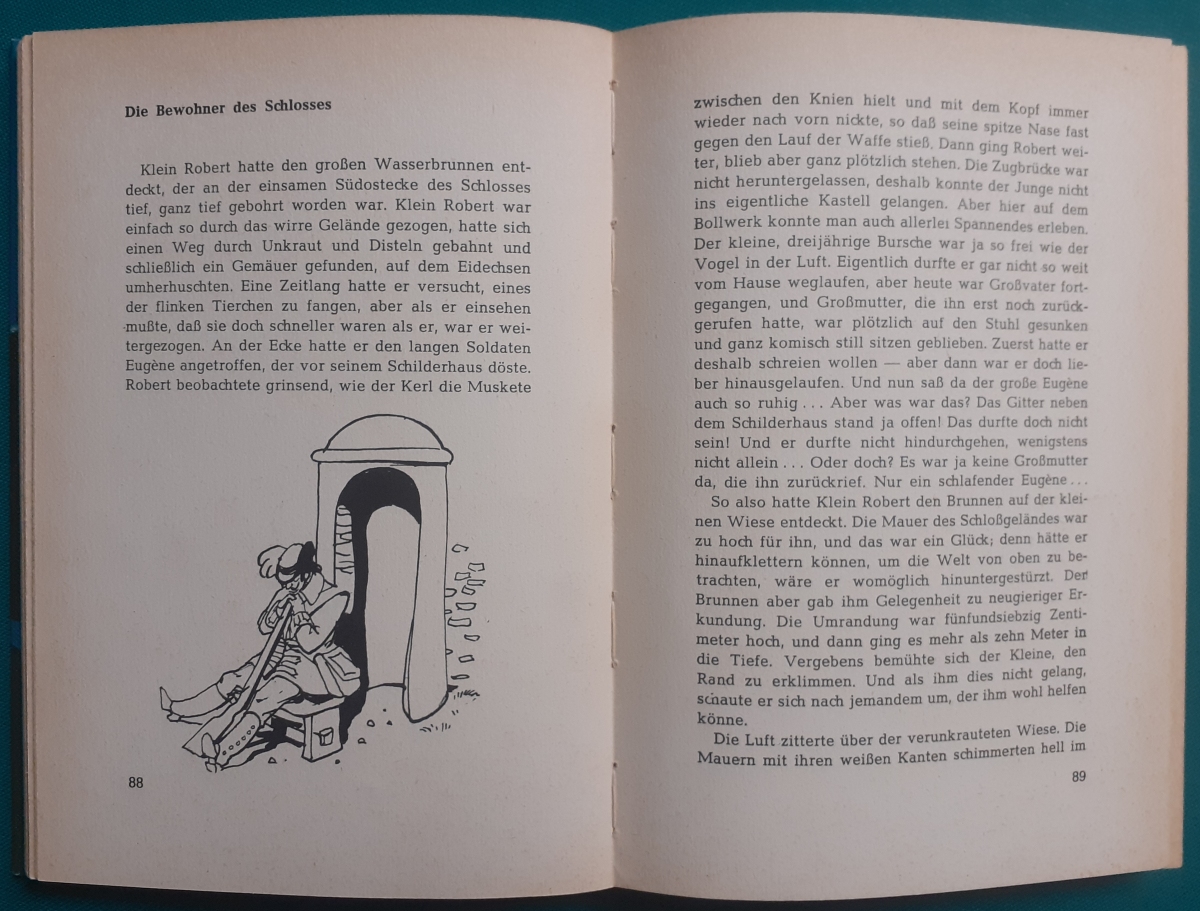 Die Bewohner des Schlosses
Klein Robert hatte den großen Wasserbrunnen ent-
deckt, der an der einsamen Südostecke des Schlosses
tief, ganz tief gebohrt worden war. Klein Robert war
einfach so durch das wirre Gelände gezogen, hatte sich
einen Weg durch Unkraut und Disteln gebahnt und
schließlich ein Gemäuer gefunden, auf dem Eidechsen
umherhuschten. Eine Zeitlang hatte er versucht, eines
der flinken Tierchen zu fangen, aber als er einsehen
mußte, daß sie doch schneller waren als er, war er wei-
tergezogen. An der Ecke hatte er den langen Soldaten
Eugène angetroffen, der vor seinem Schilderhaus döste.
Robert beobachtete grinsend, wie der Kerl die Muskete
88
zwischen den Knien hielt und mit dem Kopf immer
wieder nach vorn nickte, so daß seine spitze Nase fast
gegen den Lauf der Waffe stieß. Dann ging Robert wei-
ter, blieb aber ganz plötzlich stehen. Die Zugbrücke war
nicht heruntergelassen, deshalb konnte der Junge nicht
ins eigentliche Kastell gelangen. Aber hier auf dem
Bollwerk konnte man auch allerlei Spannendes erleben.
Der kleine, dreijährige Bursche war ja so frei wie der
Vogel in der Luft. Eigentlich durfte er gar nicht so weit
vom Hause weglaufen, aber heute war Großvater fort-
gegangen, und Großmutter, die ihn erst noch zurück-
gerufen hatte, war plötzlich auf den Stuhl gesunken
und ganz komisch still sitzen geblieben. Zuerst hatte er
deshalb schreien wollen — aber dann war er doch lie-
ber hinausgelaufen. Und nun saß da der große Eugène
auch so ruhig . . . Aber was war das? Das Gitter neben
dem Schilderhaus stand ja offen! Das durfte doch nicht
sein! Und er durfte nicht hindurchgehen, wenigstens
nicht allein . . . Oder doch? Es war ja keine Großmutter
da, die ihn zurückrief. Nur ein schlafender Eugène . . .
So also hatte Klein Robert den Brunnen auf der klei-
nen Wiese entdeckt. Die Mauer des Schloßgeländes war
zu hoch für ihn, und das war ein Glück; denn hätte er
hinaufklettern können, um die Welt von oben zu be-
trachten, wäre er womöglich hinuntergestürzt. Der
Brunnen aber gab ihm Gelegenheit zu neugieriger Er-
kundung. Die Umrandung war fünfundsiebzig Zenti-
meter hoch, und dann ging es mehr als zehn Meter in
die Tiefe. Vergebens bemühte sich der Kleine, den
Rand zu erklimmen. Und als ihm dies nicht gelang,
schaute er sich nach jemandem um, der ihm wohl helfen
könne.
Die Luft zitterte über der verunkrauteten Wiese. Die
Mauern mit ihren weißen Kanten schimmerten hell im
89